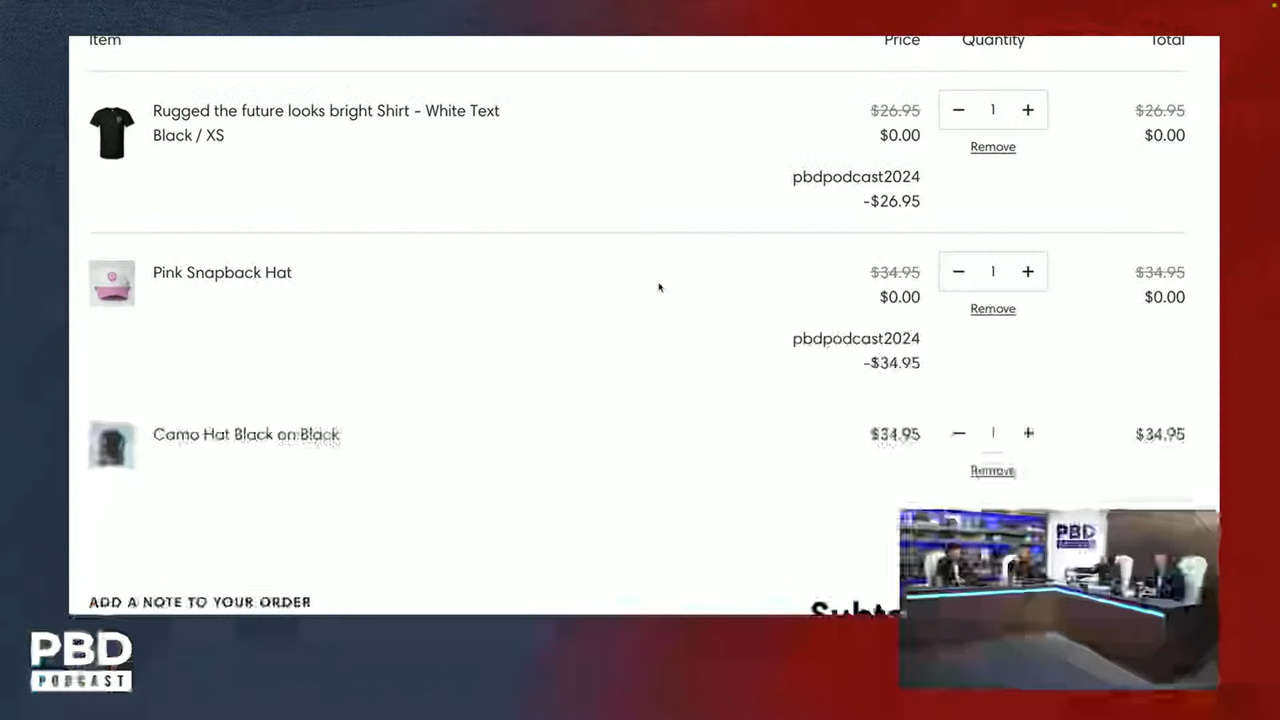 Item Price Quantity Total
Rugged the future looks bright Shirt - White Text $26.95 − 1 + $26.95
Black / XS $0.00 $0.00
Remove
pbdpodcast2024
-$26.95
Pink Snapback Hat $34.95 − 1 + $34.95
$0.00 $0.00
Remove
pbdpodcast2024
-$34.95
Camo Hat Black on Black $34.95 − 1 + $34.95
Remove
ADD A NOTE TO YOUR ORDER
PBD
PBD
PODCAST